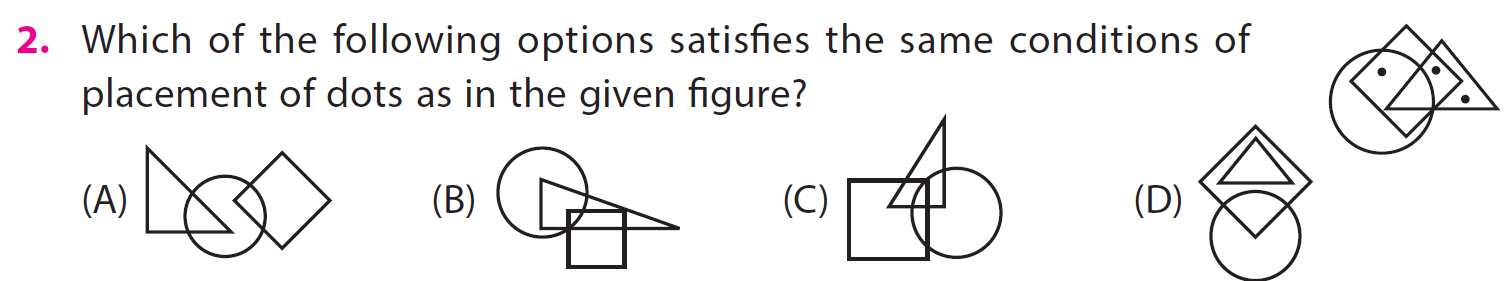 2. Which of the following options satisfies the same conditions of
placement of dots as in the given figure?
(A) (B) (C) (D)